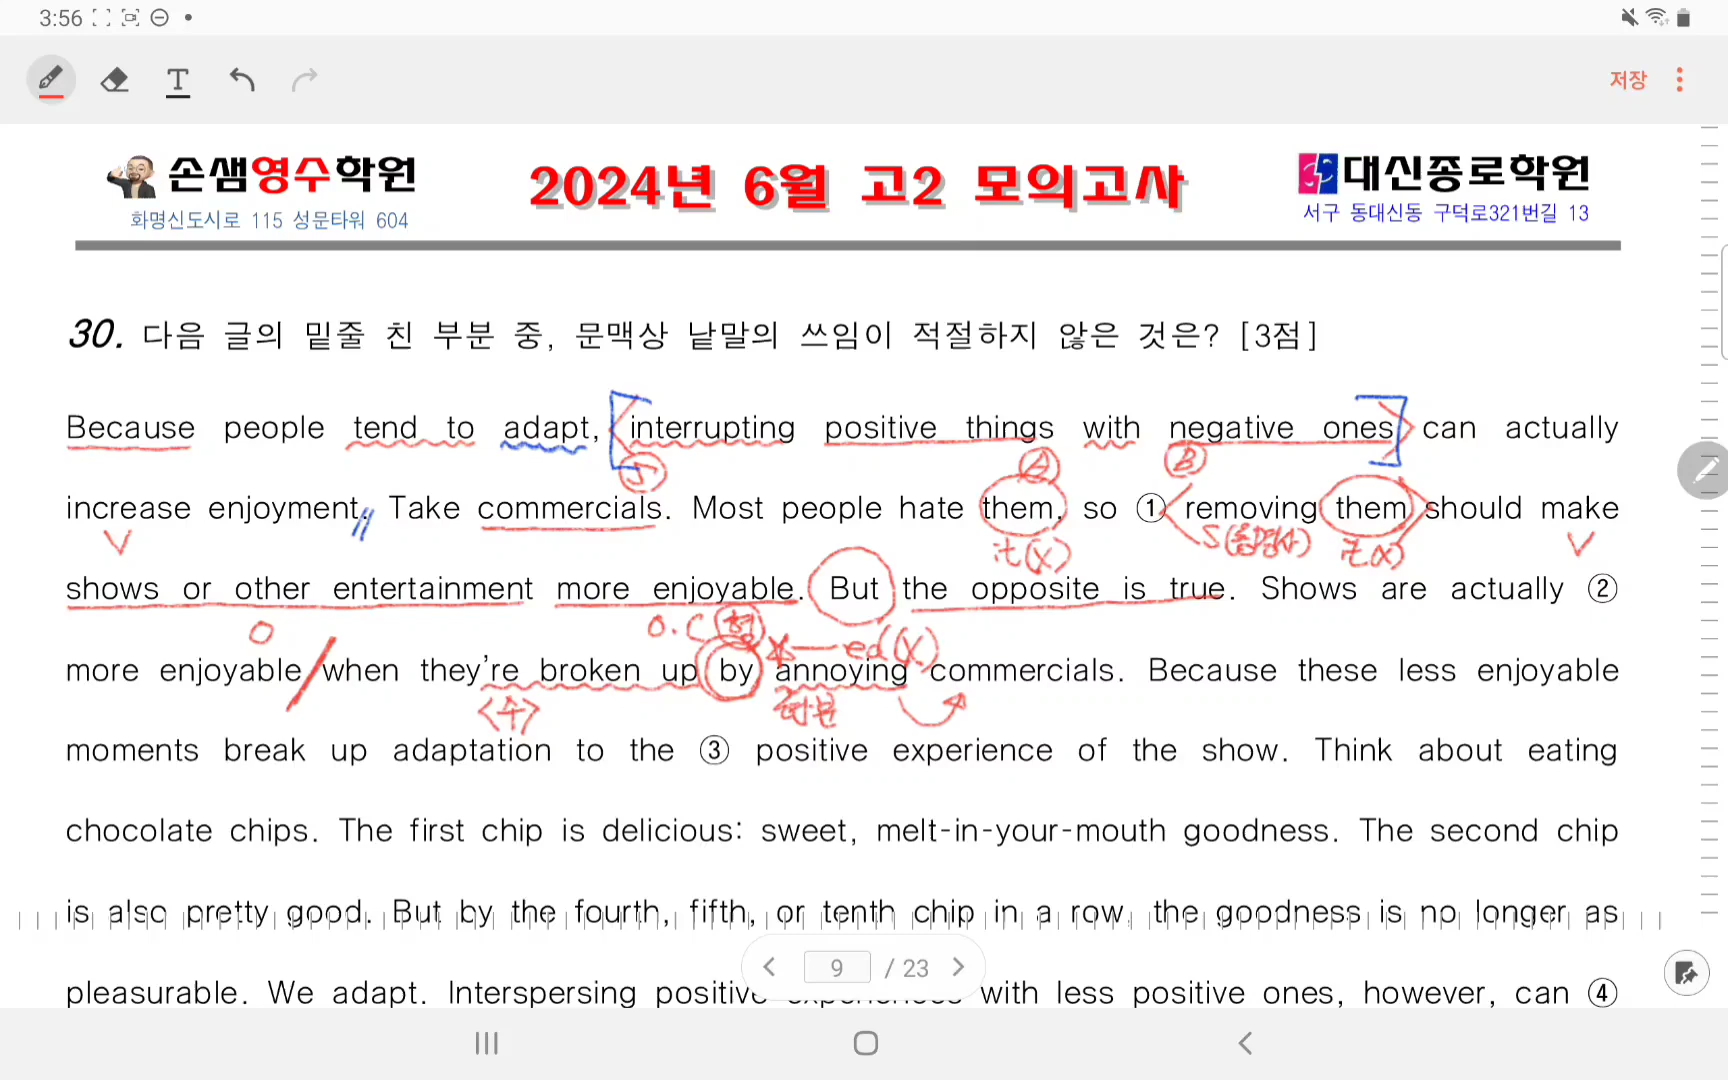 3:56
저장
손샘영수학원
화명신도시로 115 성문타워 604
2024년 6월 고2 모의고사
대신종로학원
서구 동대신동 구덕로321번길 13
30. 다음 글의 밑줄 친 부분 중, 문맥상 낱말의 쓰임이 적절하지 않은 것은? [3점]
Because people tend to adapt, interrupting positive things with negative ones can actually
S A B
increase enjoyment. Take commercials. Most people hate them, so ① removing them should make
V it(X) S(동명사) it(X) V
shows or other entertainment more enjoyable. But the opposite is true. Shows are actually ②
O O.C 형 ed(X)
more enjoyable when they're broken up by annoying commercials. Because these less enjoyable
<수>
moments break up adaptation to the ③ positive experience of the show. Think about eating
chocolate chips. The first chip is delicious: sweet, melt-in-your-mouth goodness. The second chip
is also pretty good. But by the fourth, fifth, or tenth chip in a row, the goodness is no longer as
pleasurable. We adapt. Interspersing positive experiences with less positive ones, however, can ④
9 / 23